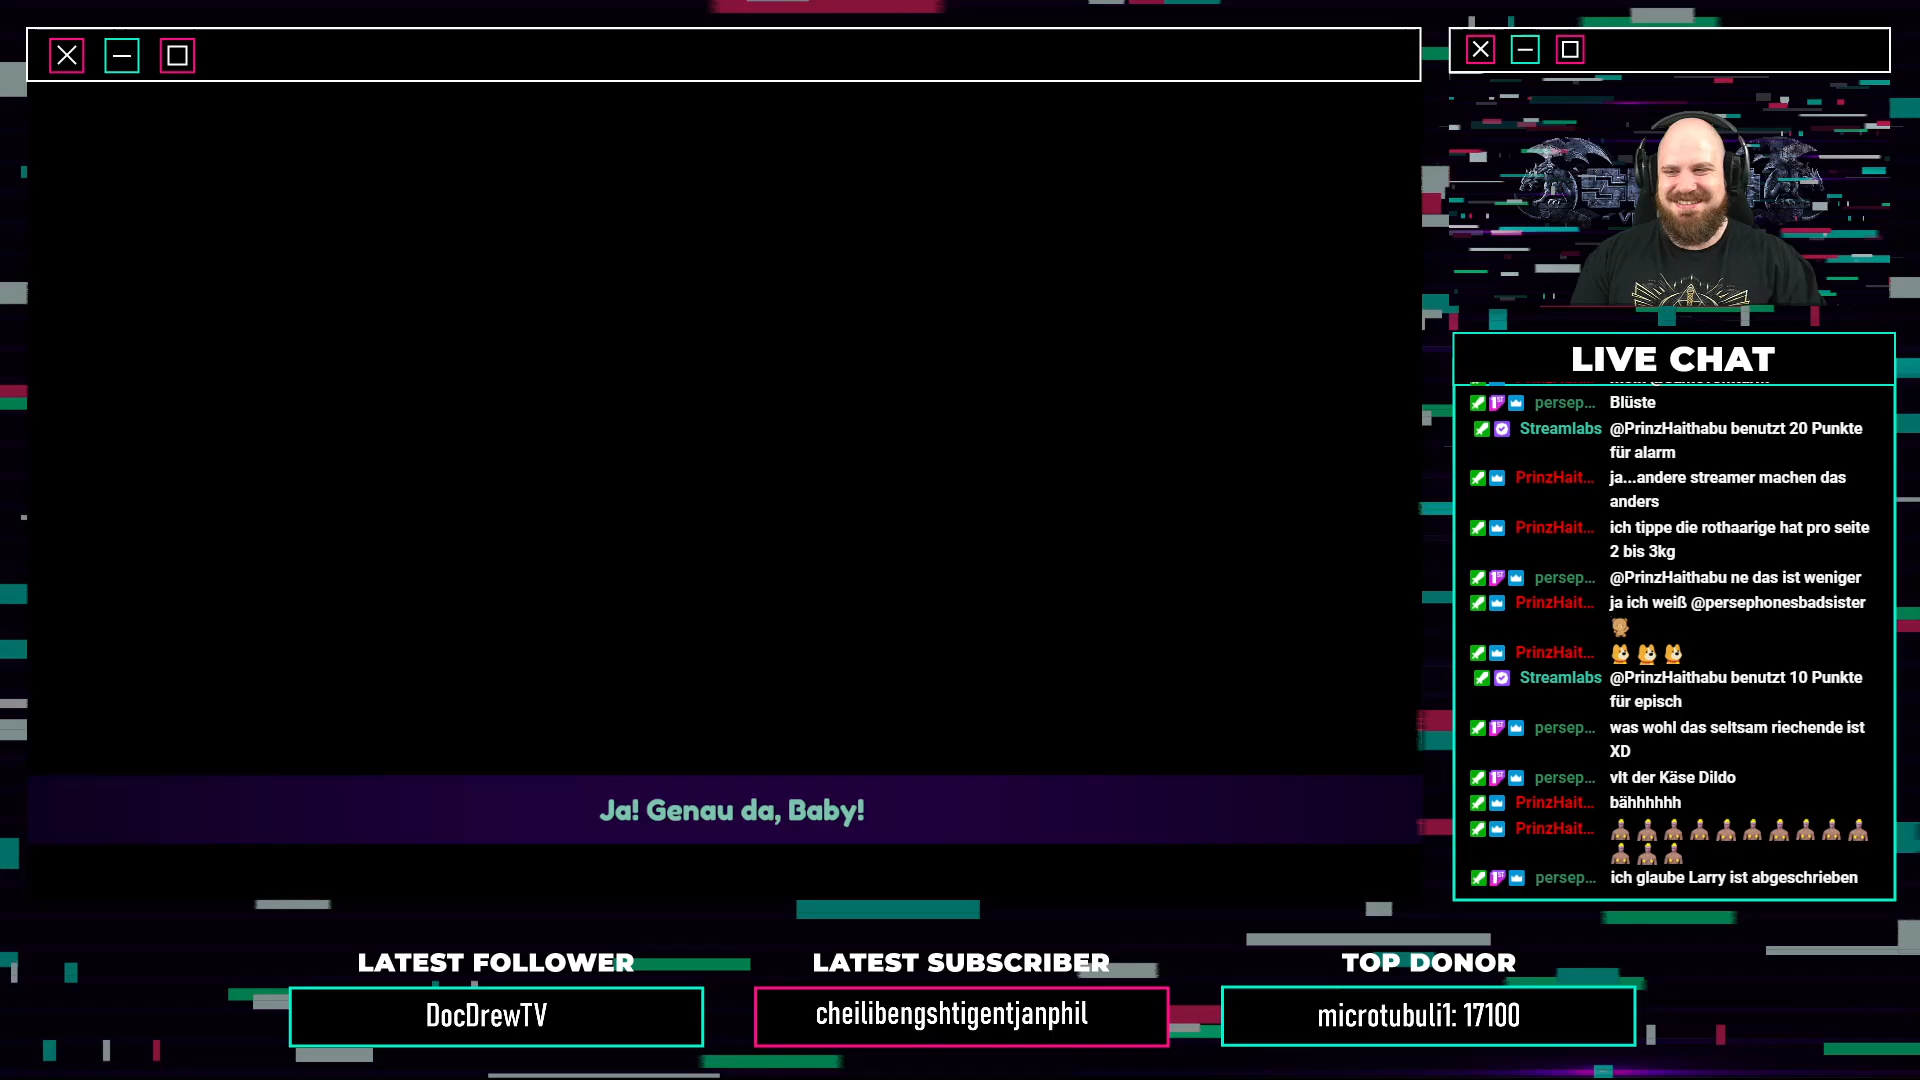 LIVE CHAT
persep... Blüste
Streamlabs @PrinzHaithabu benutzt 20 Punkte
für alarm
PrinzHait... ja...andere streamer machen das
anders
PrinzHait... ich tippe die rothaarige hat pro seite
2 bis 3kg
persep... @PrinzHaithabu ne das ist weniger
PrinzHait... ja ich weiß @persephonesbadsister
PrinzHait...
Streamlabs @PrinzHaithabu benutzt 10 Punkte
für episch
persep... was wohl das seltsam riechende ist
XD
persep... vlt der Käse Dildo
PrinzHait... bähhhhhh
PrinzHait...
persep... ich glaube Larry ist abgeschrieben
Ja! Genau da, Baby!
LATEST FOLLOWER
DocDrewTV
LATEST SUBSCRIBER
cheilibengshtigentjanphil
TOP DONOR
microtubuli1: 17100